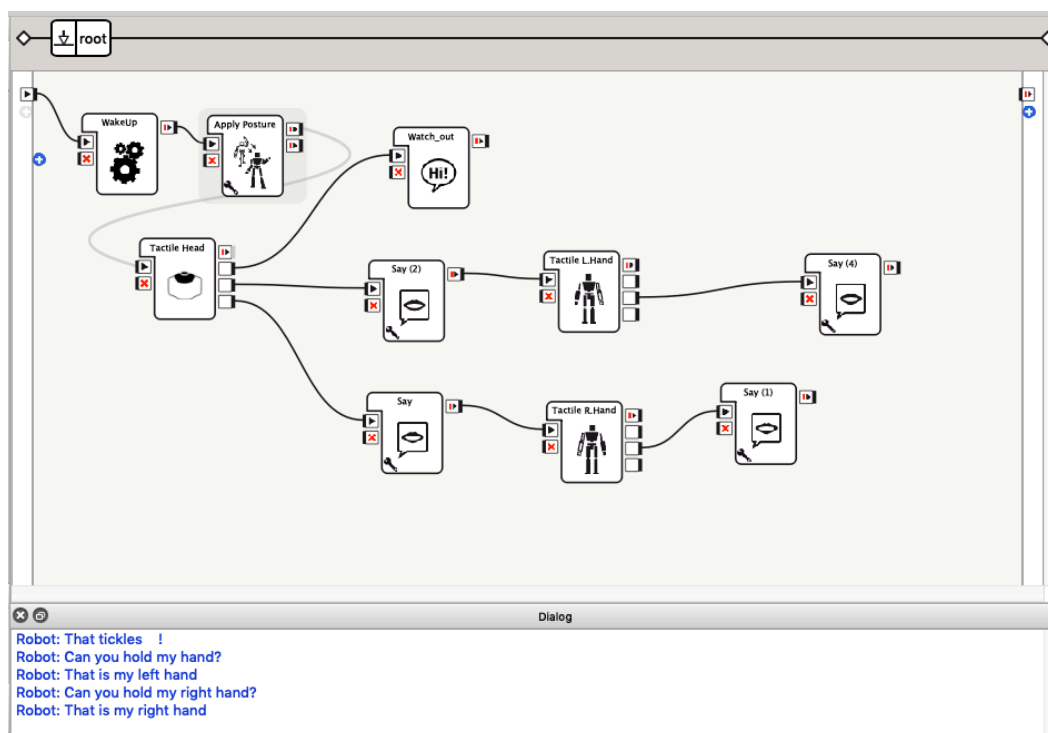 root
WakeUp
Apply Posture
Watch_out
Hi!
Tactile Head
Say (2)
Tactile L.Hand
Say (4)
Say
Tactile R.Hand
Say (1)
Dialog
Robot: That tickles !
Robot: Can you hold my hand?
Robot: That is my left hand
Robot: Can you hold my right hand?
Robot: That is my right hand